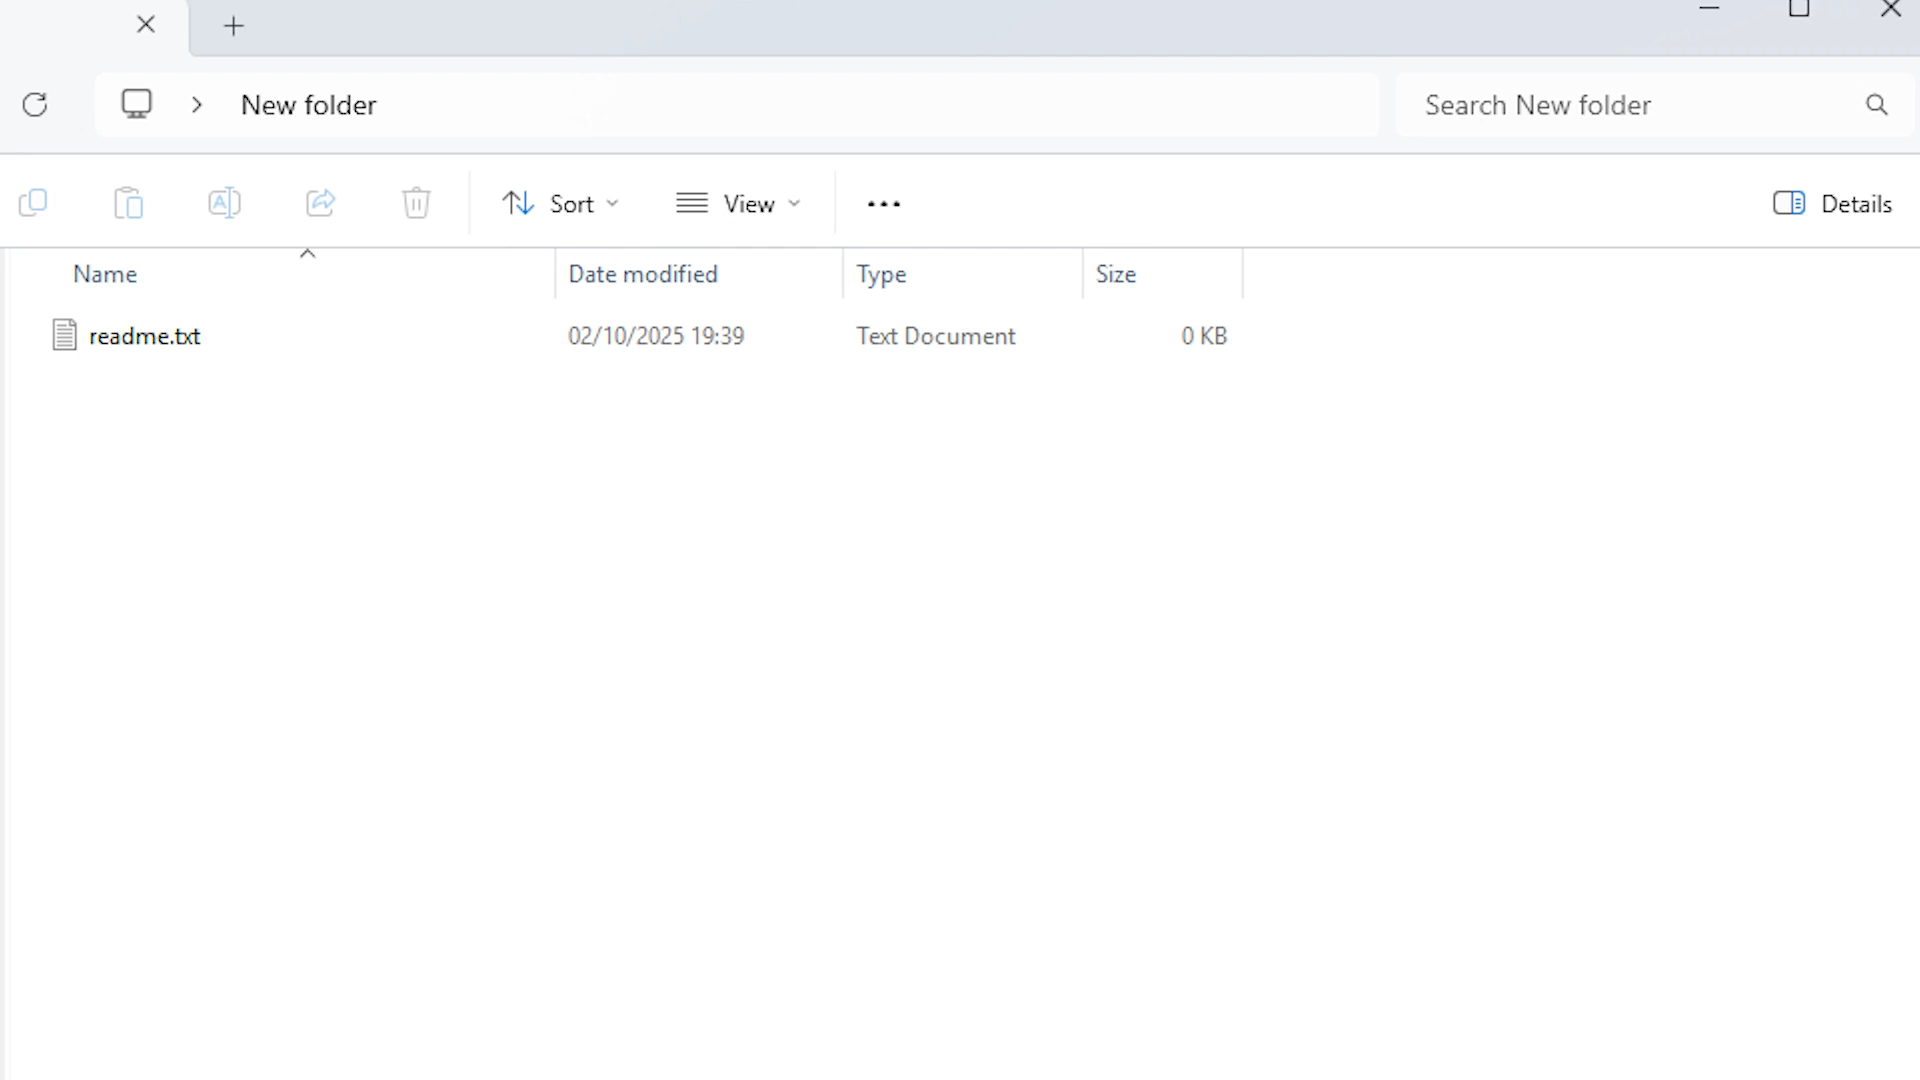 New folder
Search New folder
Sort
View
Details
Name
Date modified
Type
Size
readme.txt
02/10/2025 19:39
Text Document
0 KB